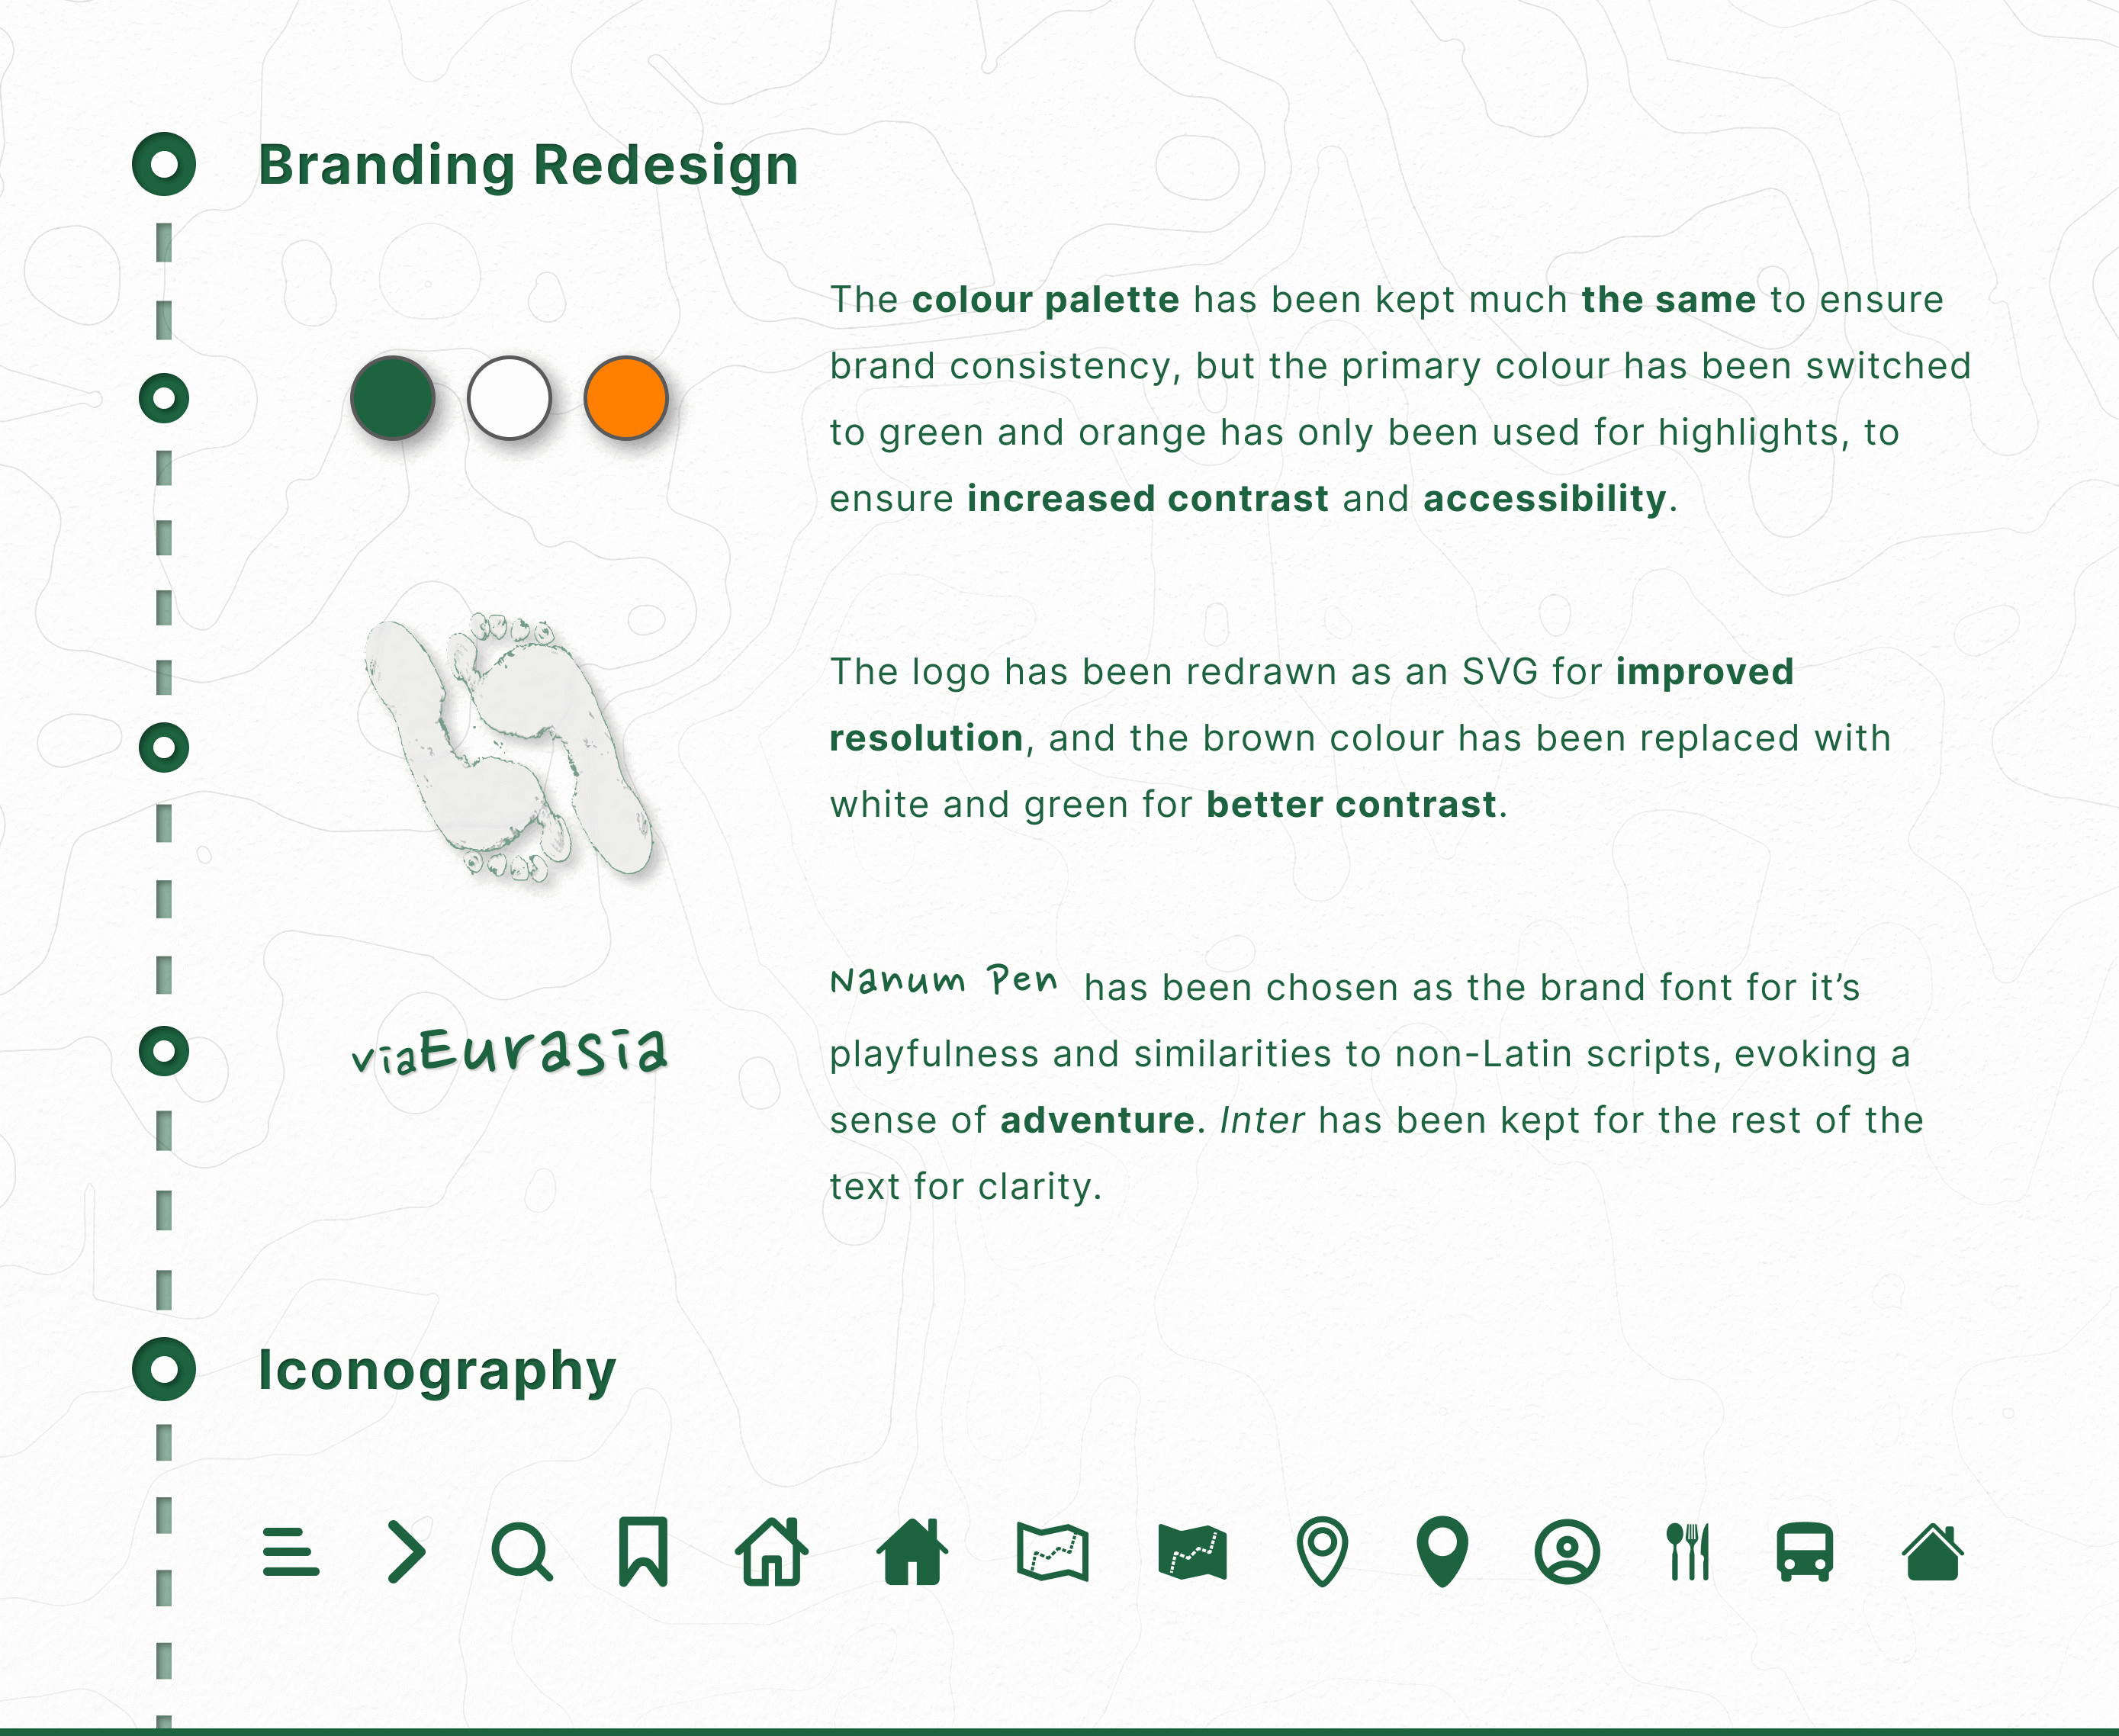 Branding Redesign
The colour palette has been kept much the same to ensure
brand consistency, but the primary colour has been switched
to green and orange has only been used for highlights, to
ensure increased contrast and accessibility.
The logo has been redrawn as an SVG for improved
resolution, and the brown colour has been replaced with
white and green for better contrast.
viaEurasia
Nanum Pen has been chosen as the brand font for it’s
playfulness and similarities to non-Latin scripts, evoking a
sense of adventure. Inter has been kept for the rest of the
text for clarity.
Iconography